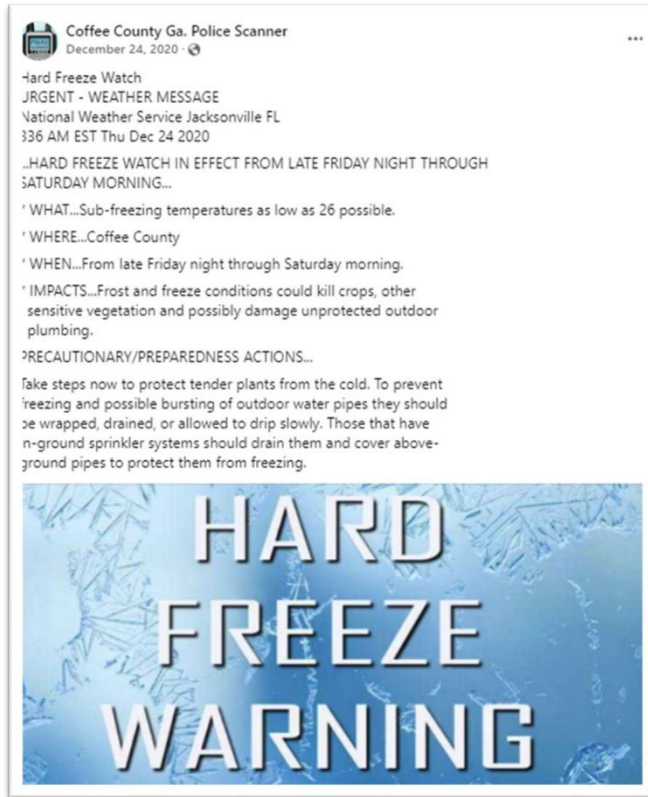 Coffee County Ga. Police Scanner
December 24, 2020 ·
Hard Freeze Watch
URGENT - WEATHER MESSAGE
National Weather Service Jacksonville FL
336 AM EST Thu Dec 24 2020
..HARD FREEZE WATCH IN EFFECT FROM LATE FRIDAY NIGHT THROUGH
SATURDAY MORNING...
* WHAT...Sub-freezing temperatures as low as 26 possible.
* WHERE...Coffee County
* WHEN...From late Friday night through Saturday morning.
* IMPACTS...Frost and freeze conditions could kill crops, other
sensitive vegetation and possibly damage unprotected outdoor
plumbing.
PRECAUTIONARY/PREPAREDNESS ACTIONS...
Take steps now to protect tender plants from the cold. To prevent
freezing and possible bursting of outdoor water pipes they should
be wrapped, drained, or allowed to drip slowly. Those that have
n-ground sprinkler systems should drain them and cover above-
ground pipes to protect them from freezing.
HARD
FREEZE
WARNING